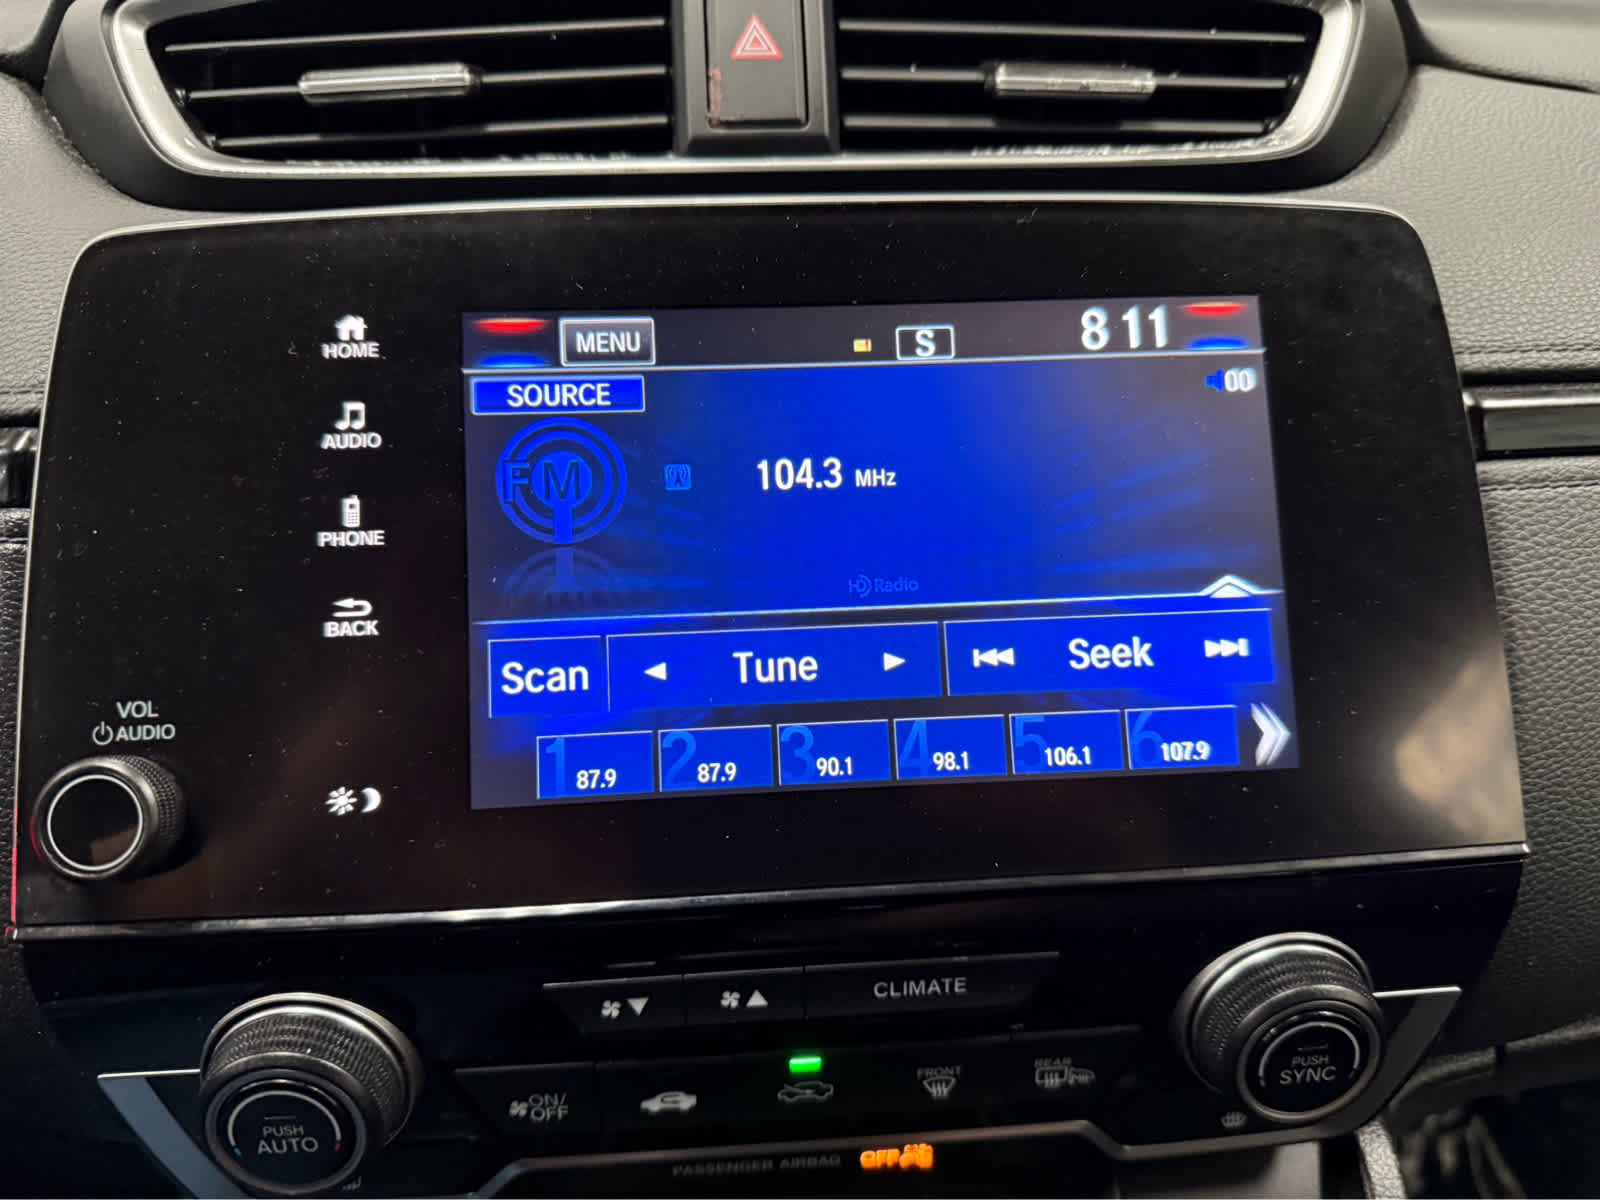 HOME
AUDIO
PHONE
BACK
VOL
AUDIO
MENU
S
8 11
SOURCE
00
FM
104.3 MHz
HD Radio
Scan
Tune
Seek
1 87.9
2 87.9
3 90.1
4 98.1
5 106.1
6 107.9
CLIMATE
ON/
OFF
FRONT
REAR
PUSH
AUTO
PUSH
SYNC
PASSENGER AIRBAG
OFF